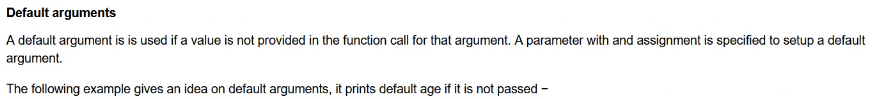 Default arguments
A default argument is is used if a value is not provided in the function call for that argument. A parameter with and assignment is specified to setup a default
argument.
The following example gives an idea on default arguments, it prints default age if it is not passed −